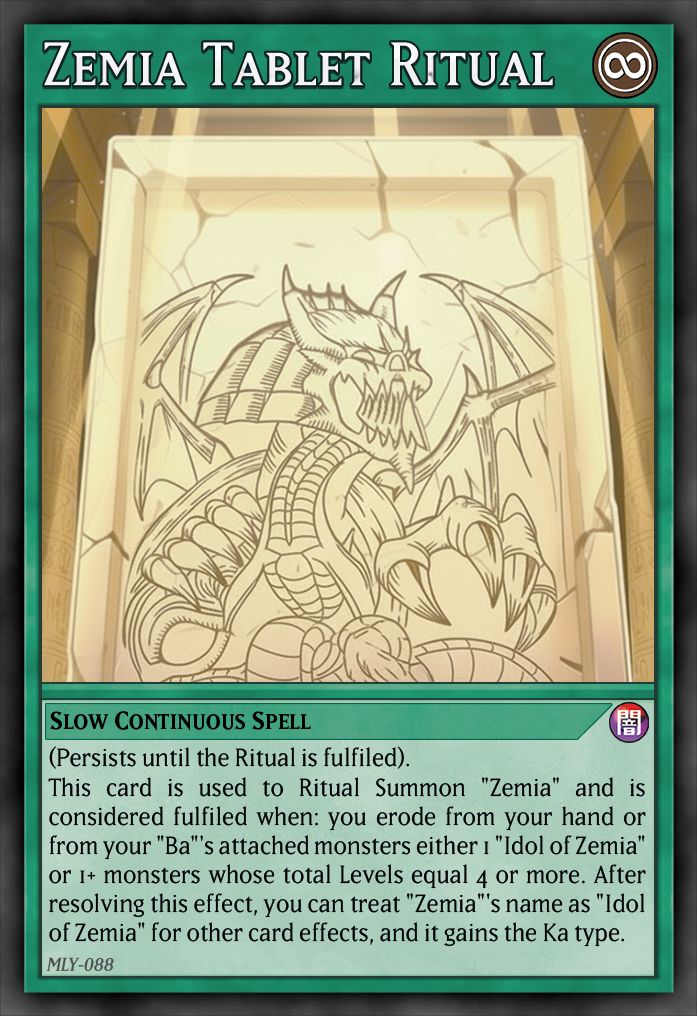 Zemia Tablet Ritual
Slow Continuous Spell
闇
(Persists until the Ritual is fulfiled).
This card is used to Ritual Summon "Zemia" and is
considered fulfiled when: you erode from your hand or
from your "Ba"'s attached monsters either 1 "Idol of Zemia"
or 1+ monsters whose total Levels equal 4 or more. After
resolving this effect, you can treat "Zemia"'s name as "Idol
of Zemia" for other card effects, and it gains the Ka type.
MLY-088